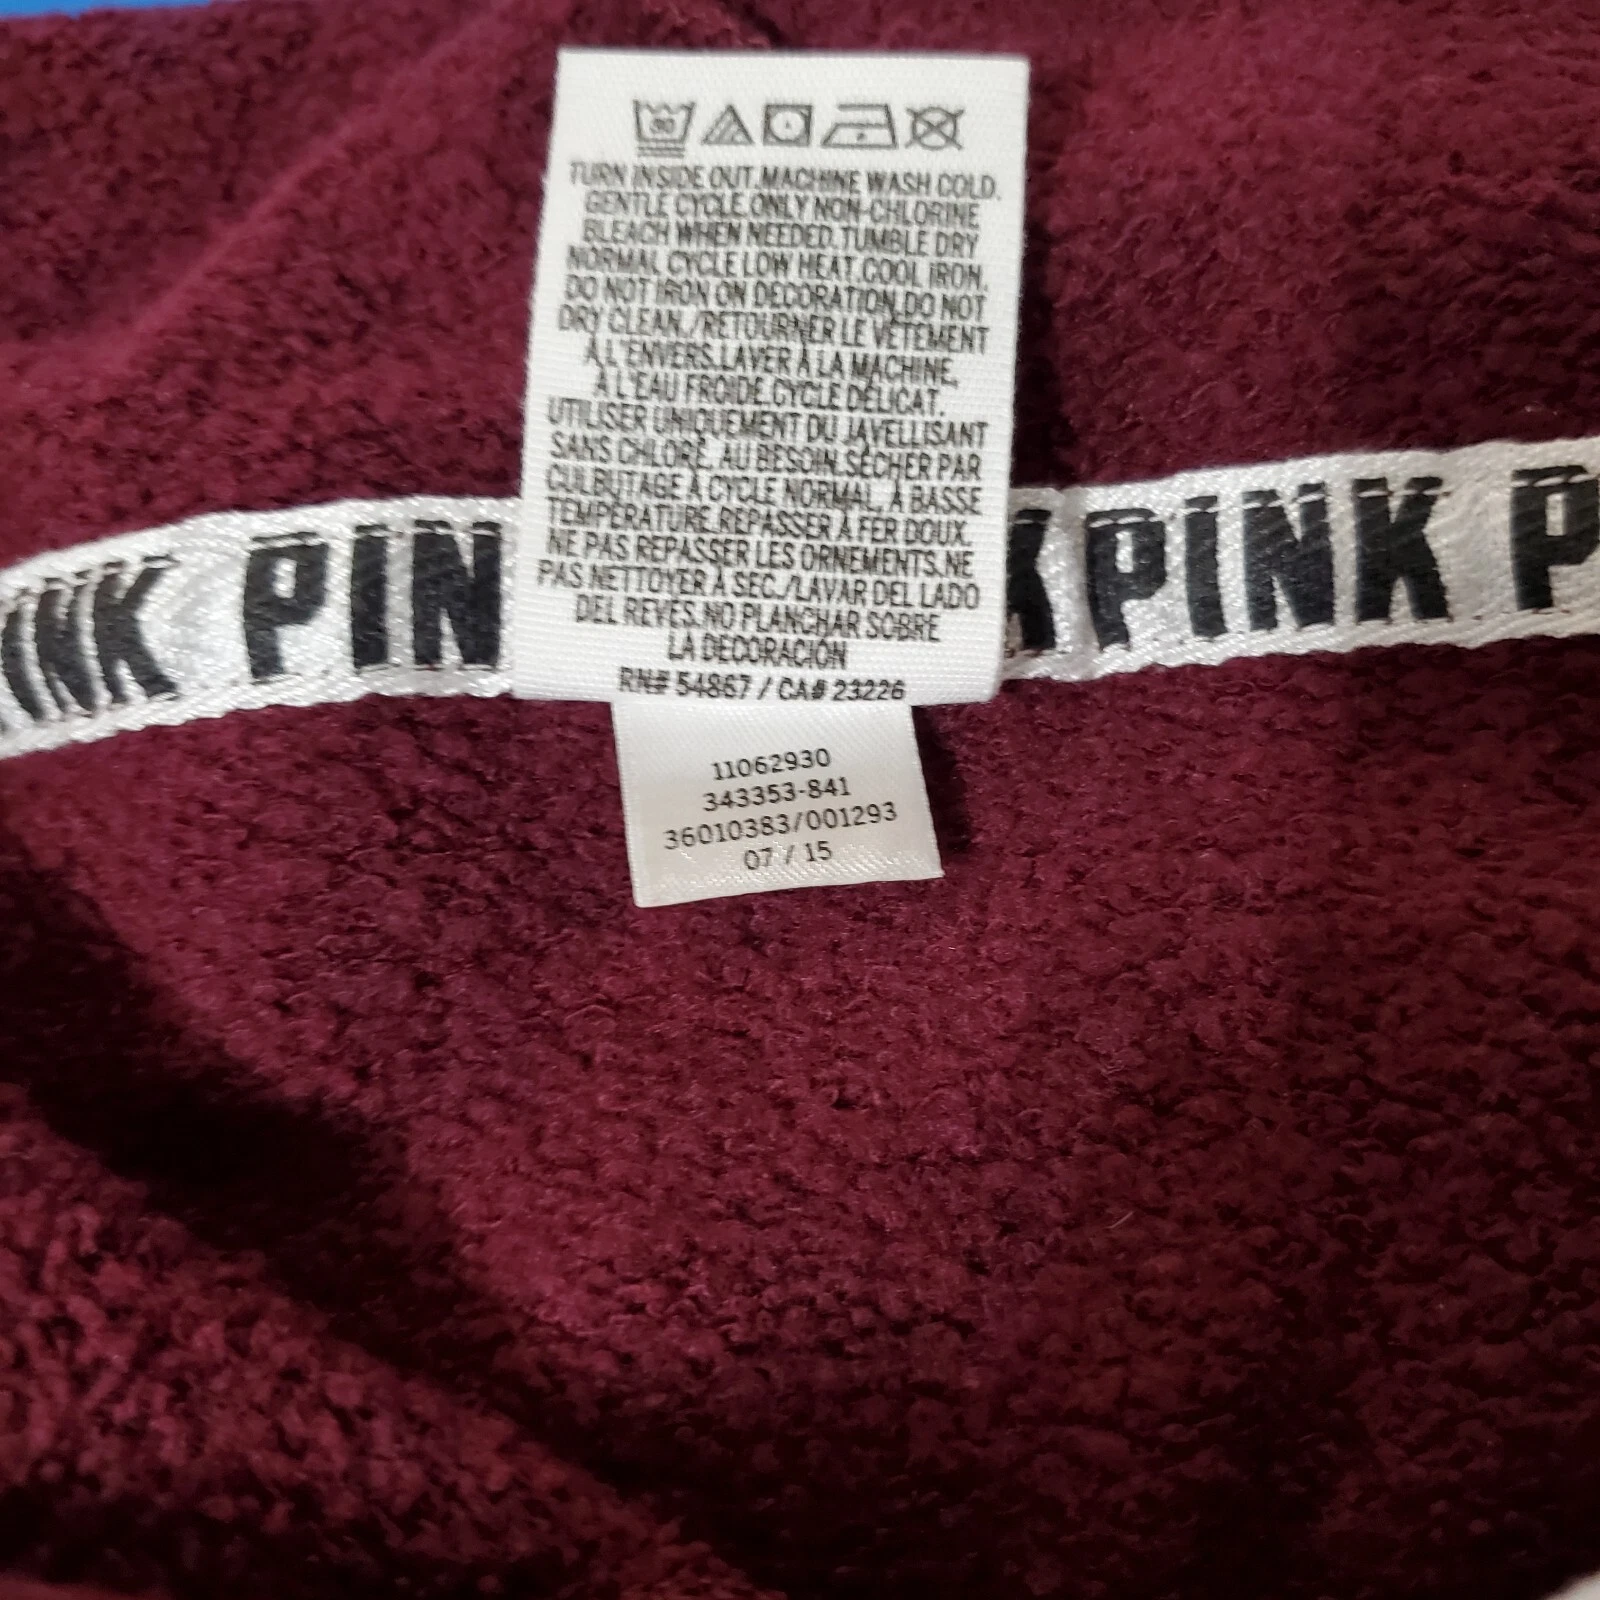 30
TURN INSIDE OUT.MACHINE WASH COLD.
GENTLE CYCLE.ONLY NON-CHLORINE
BLEACH WHEN NEEDED.TUMBLE DRY
NORMAL CYCLE LOW HEAT.COOL IRON.
DO NOT IRON ON DECORATION.DO NOT
DRY CLEAN./RETOURNER LE VÊTEMENT
À L'ENVERS.LAVER À LA MACHINE,
À L'EAU FROIDE.CYCLE DÉLICAT.
UTILISER UNIQUEMENT DU JAVELLISANT
SANS CHLORE, AU BESOIN.SÉCHER PAR
CULBUTAGE À CYCLE NORMAL, À BASSE
TEMPÉRATURE.REPASSER À FER DOUX.
NE PAS REPASSER LES ORNEMENTS.NE
PAS NETTOYER À SEC./LAVAR DEL LADO
DEL REVÉS.NO PLANCHAR SOBRE
LA DECORACIÓN
RN# 54867 / CA# 23226
INK PIN K PINK P
11062930
343353-841
36010383/001293
07 / 15